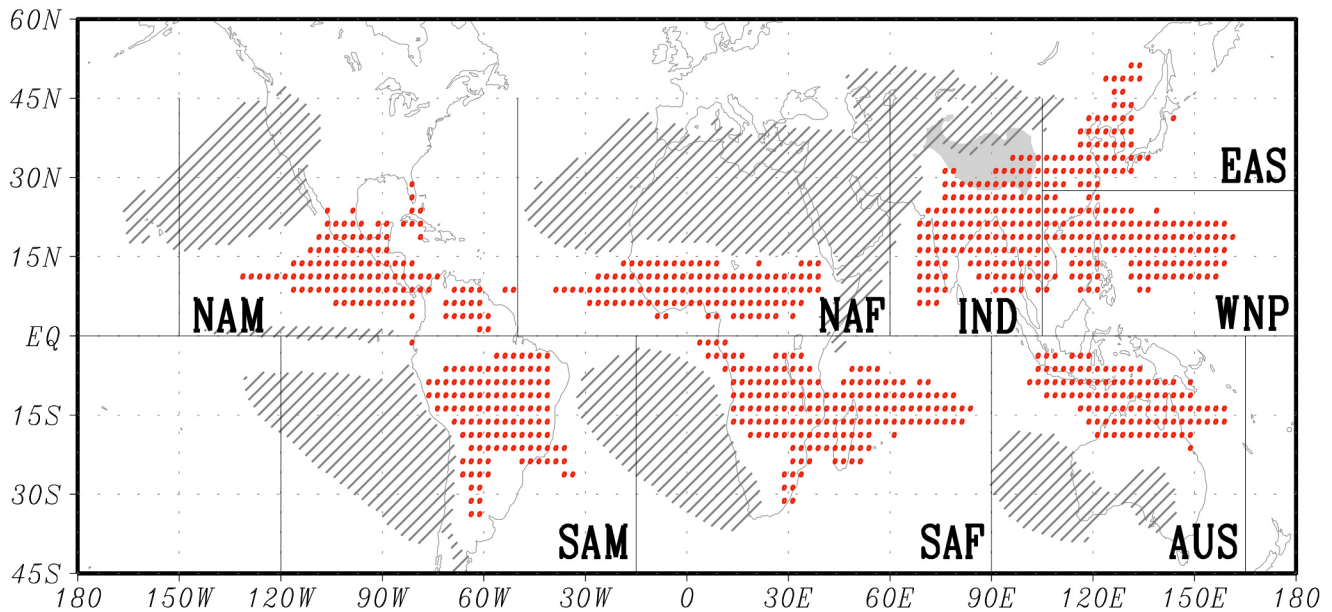 60N
45N
30N
EAS
15N
NAM
NAF
IND
WNP
EQ
15S
30S
SAM
SAF
AUS
45S
180 150W 120W 90W 60W 30W 0 30E 60E 90E 120E 150E 180